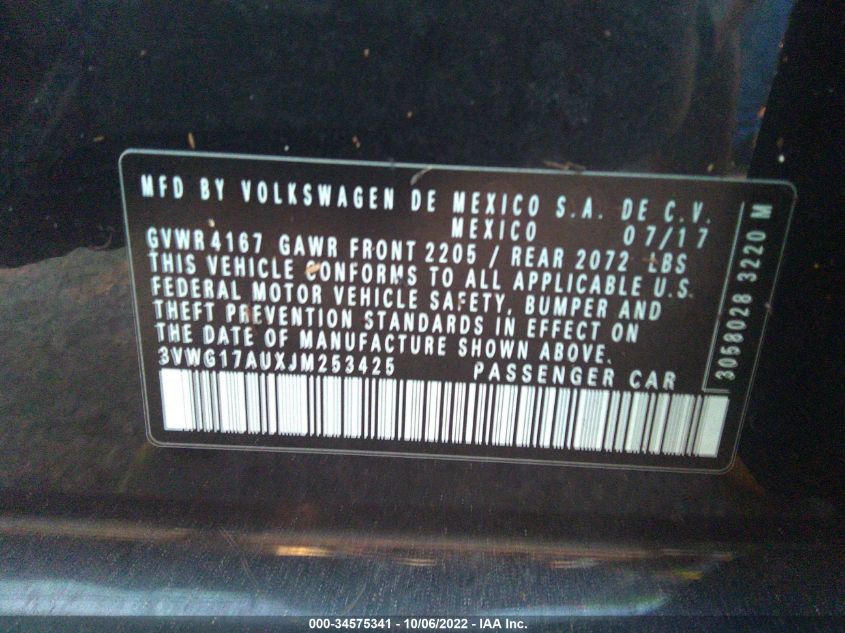 MFD BY VOLKSWAGEN DE MEXICO S.A. DE C.V.
MEXICO 07/17
GVWR 4167 GAWR FRONT 2205 / REAR 2072 LBS
THIS VEHICLE CONFORMS TO ALL APPLICABLE U.S.
FEDERAL MOTOR VEHICLE SAFETY, BUMPER AND
THEFT PREVENTION STANDARDS IN EFFECT ON
THE DATE OF MANUFACTURE SHOWN ABOVE.
3VWG17AUXJM253425 PASSENGER CAR
3058028 3220 M
000-34575341 - 10/06/2022 - IAA Inc.